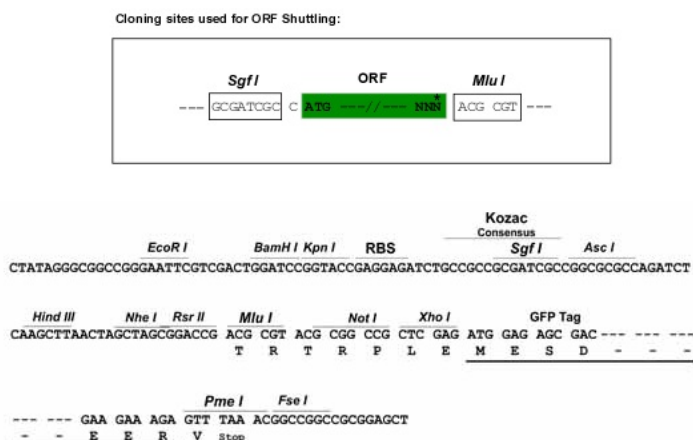 Cloning sites used for ORF Shuttling:
Sgf I ORF Mlu I
--- GCGATCGC C ATG ---//--- NNN* ACG CGT ---
Kozac
Consensus
EcoR I BamH I Kpn I RBS Sgf I Asc I
CTATAGGGCGGCCGGGAATTCGTCGACTGGATCCGGTACCGAGGAGATCTGCCGCCGCGATCGCCGGCGCGCCAGATCT
Hind III Nhe I Rsr II Mlu I Not I Xho I GFP Tag
CAAGCTTAACTAGCTAGCGGACCG ACG CGT ACG CGG CCG CTC GAG ATG GAG AGC GAC--- ------
T R T R P L E M E S D - - -
Pme I Fse I
--- --- GAA GAA AGA GTT TAA ACGGCCGGCCGCGGAGCT
- - E E R V Stop